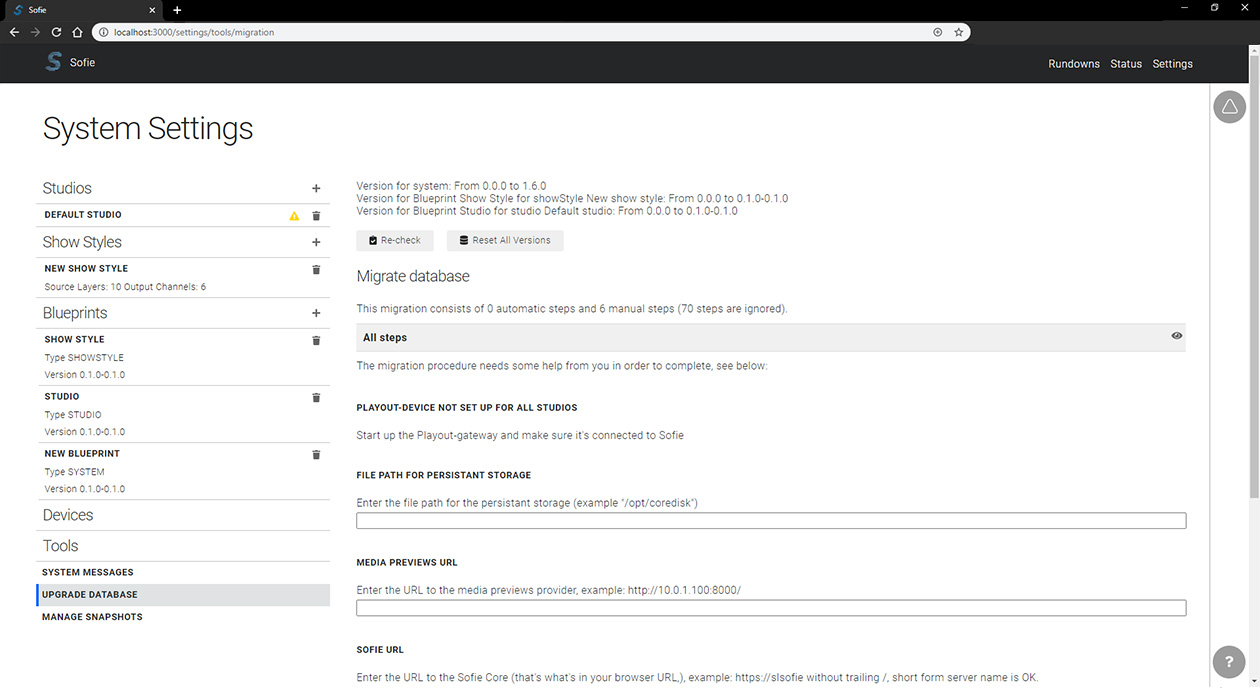 Sofie
localhost:3000/settings/tools/migration
Sofie
Rundowns Status Settings
System Settings
Studios
DEFAULT STUDIO
Show Styles
NEW SHOW STYLE
Source Layers: 10 Output Channels: 6
Blueprints
SHOW STYLE
Type SHOWSTYLE
Version 0.1.0-0.1.0
STUDIO
Type STUDIO
Version 0.1.0-0.1.0
NEW BLUEPRINT
Type SYSTEM
Version 0.1.0-0.1.0
Devices
Tools
SYSTEM MESSAGES
UPGRADE DATABASE
MANAGE SNAPSHOTS
Version for system: From 0.0.0 to 1.6.0
Version for Blueprint Show Style for showStyle New show style: From 0.0.0 to 0.1.0-0.1.0
Version for Blueprint Studio for studio Default studio: From 0.0.0 to 0.1.0-0.1.0
Re-check Reset All Versions
Migrate database
This migration consists of 0 automatic steps and 6 manual steps (70 steps are ignored).
All steps
The migration procedure needs some help from you in order to complete, see below:
PLAYOUT-DEVICE NOT SET UP FOR ALL STUDIOS
Start up the Playout-gateway and make sure it's connected to Sofie
FILE PATH FOR PERSISTANT STORAGE
Enter the file path for the persistant storage (example "/opt/coredisk")
MEDIA PREVIEWS URL
Enter the URL to the media previews provider, example: http://10.0.1.100:8000/
SOFIE URL
Enter the URL to the Sofie Core (that's what's in your browser URL,), example: https://slsofie without trailing /, short form server name is OK.
?